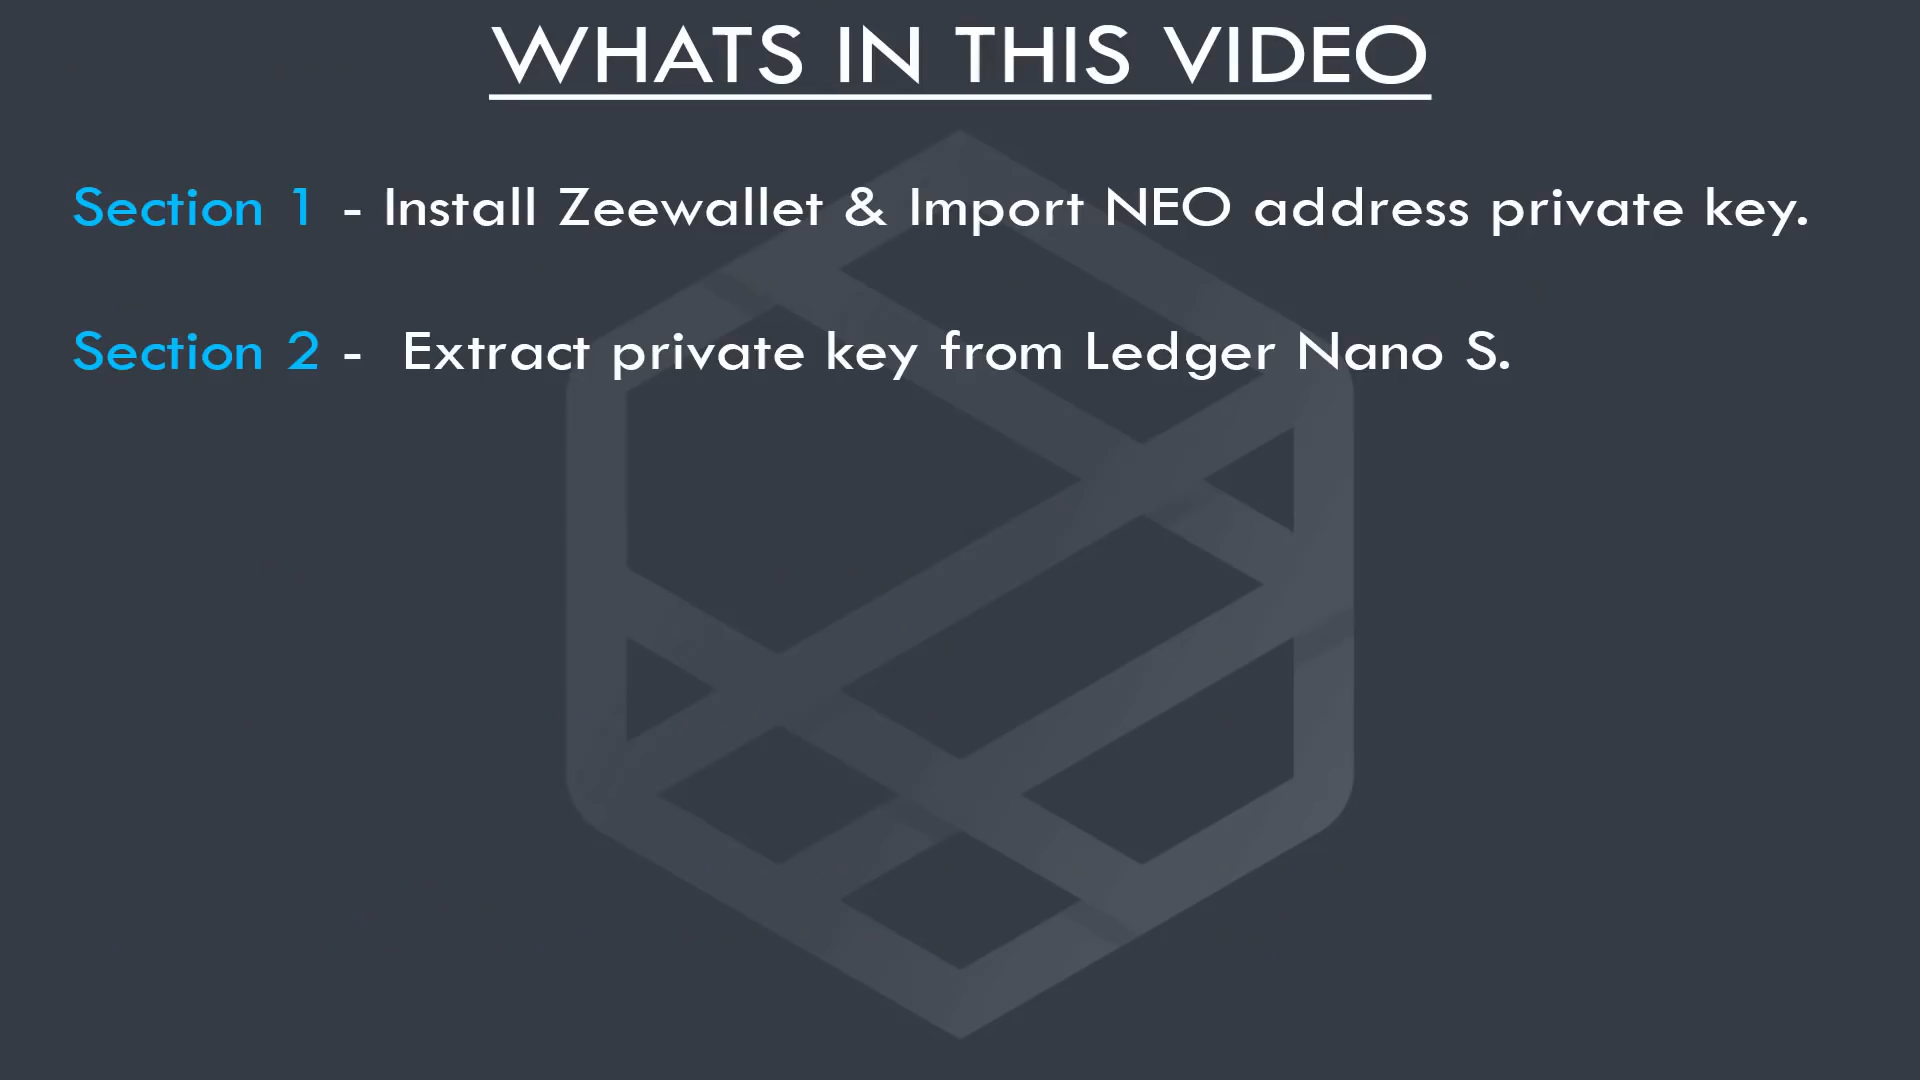 WHATS IN THIS VIDEO
Section 1 - Install Zeewallet & Import NEO address private key.
Section 2 - Extract private key from Ledger Nano S.